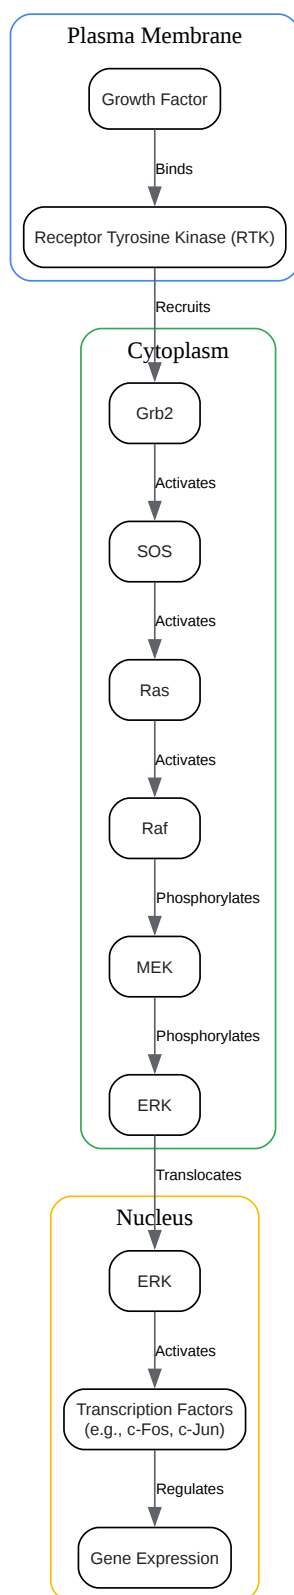 Plasma Membrane
Growth Factor
Binds
Receptor Tyrosine Kinase (RTK)
Recruits
Cytoplasm
Grb2
Activates
SOS
Activates
Ras
Activates
Raf
Phosphorylates
MEK
Phosphorylates
ERK
Translocates
Nucleus
ERK
Activates
Transcription Factors
(e.g., c-Fos, c-Jun)
Regulates
Gene Expression